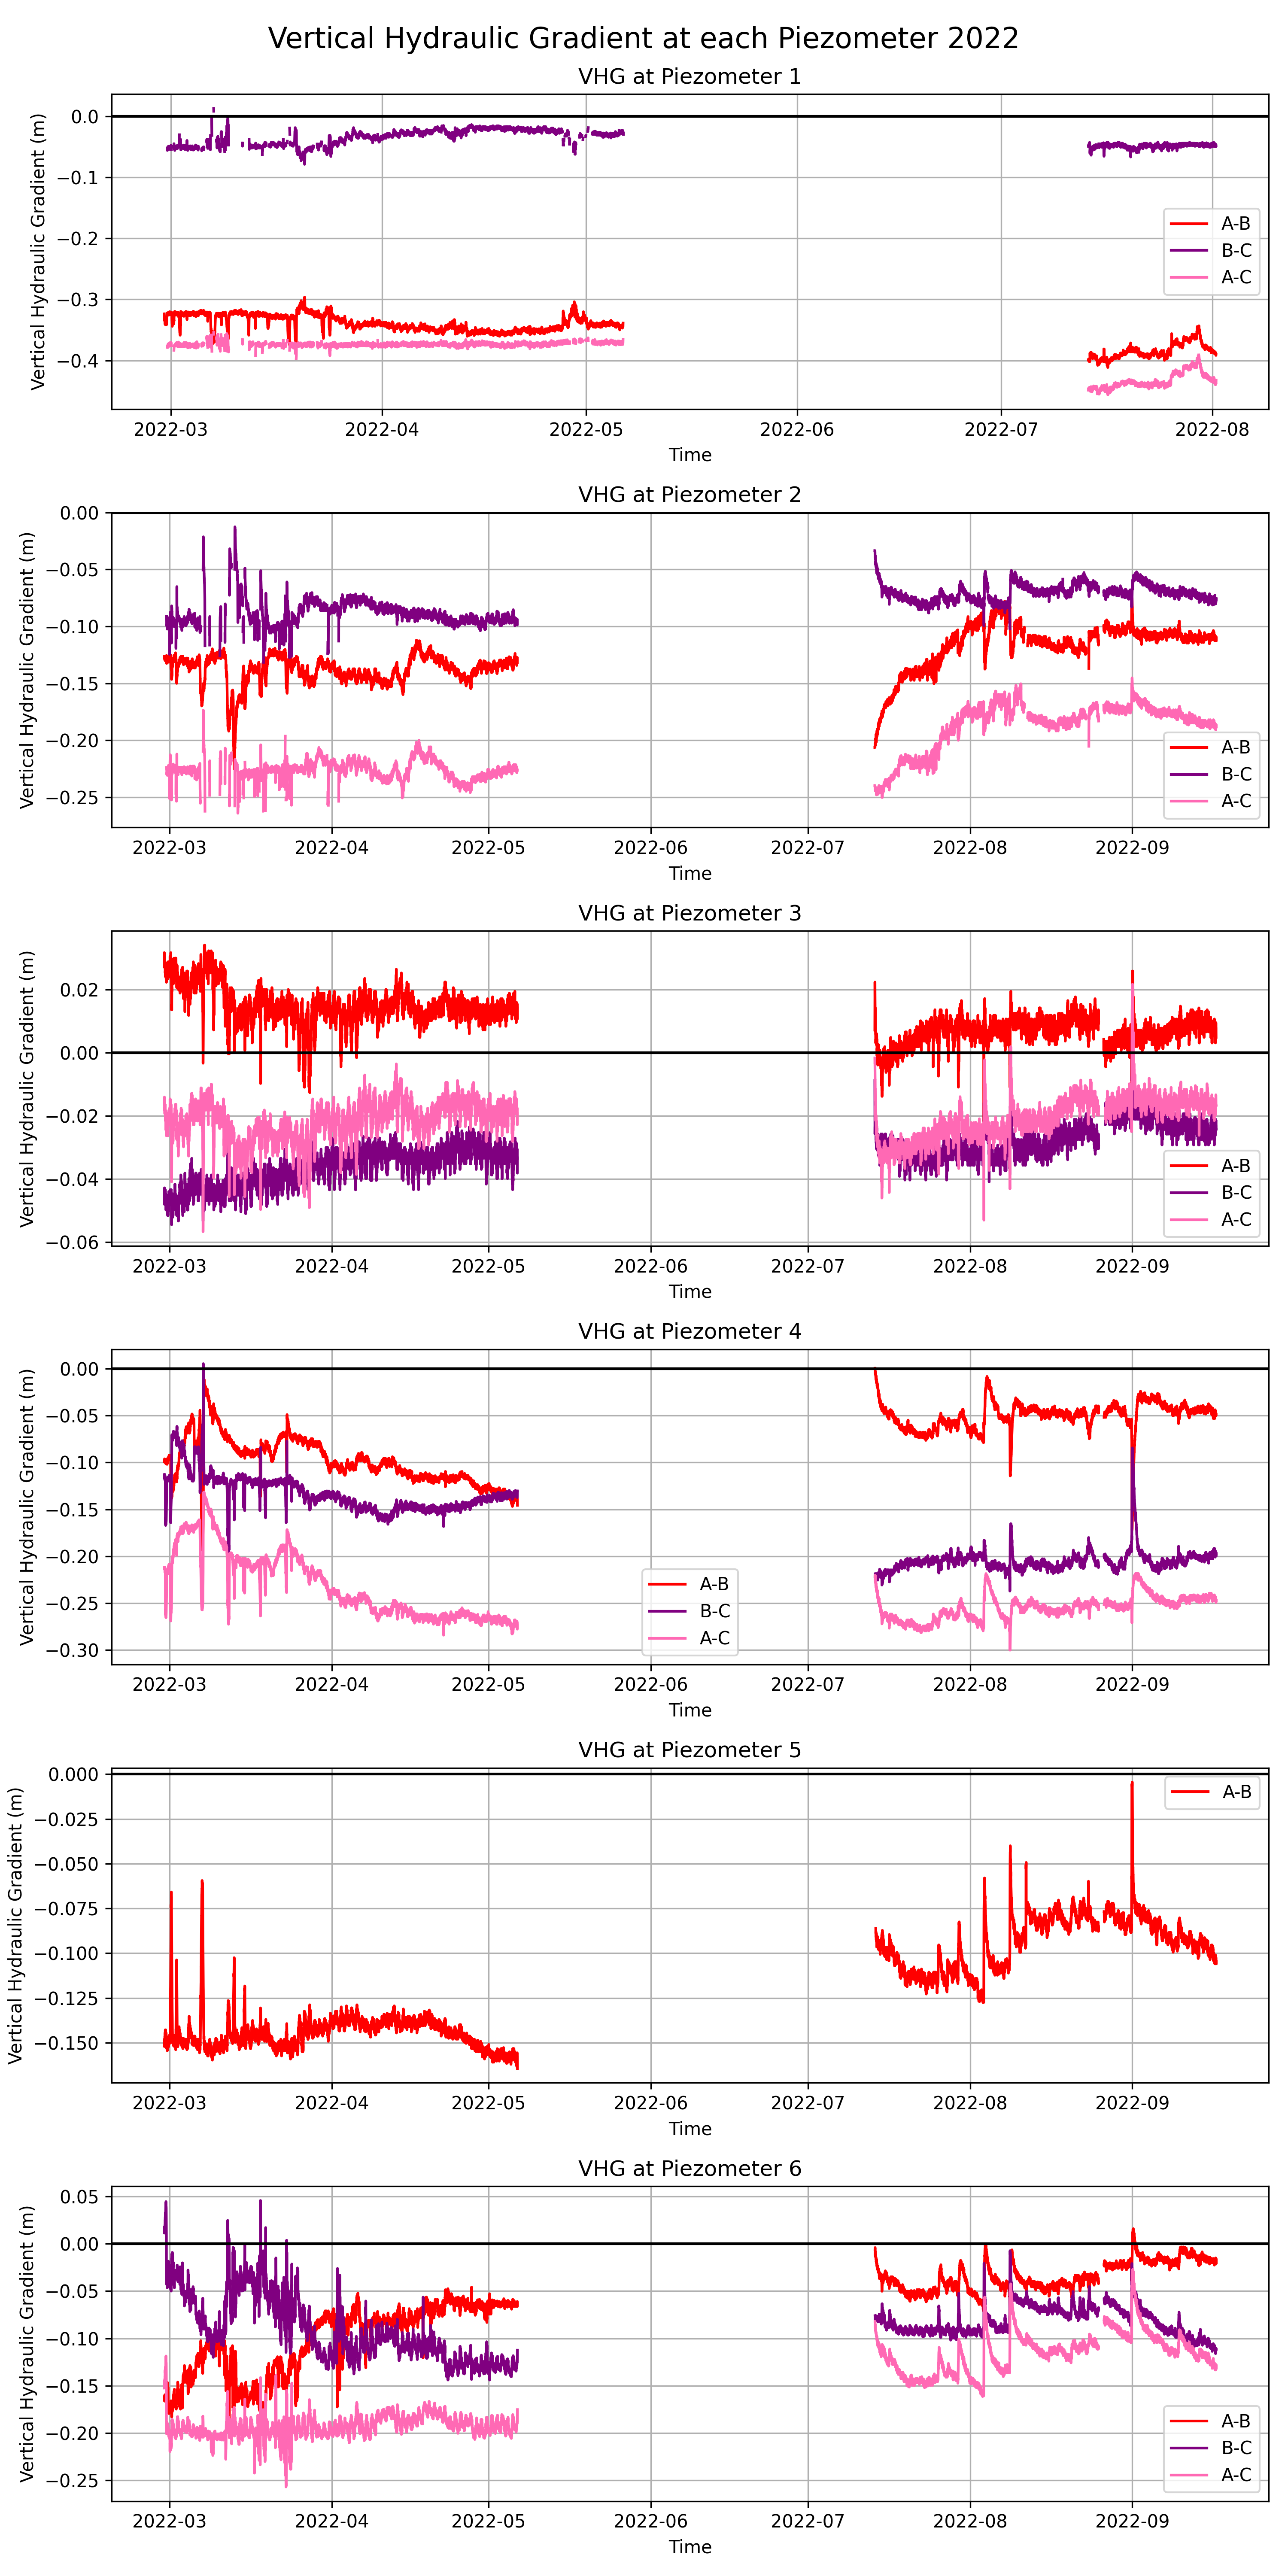 Vertical Hydraulic Gradient at each Piezometer 2022
VHG at Piezometer 1
Vertical Hydraulic Gradient (m)
0.0
−0.1
−0.2
−0.3
−0.4
A-B
B-C
A-C
2022-03 2022-04 2022-05 2022-06 2022-07 2022-08
Time
VHG at Piezometer 2
Vertical Hydraulic Gradient (m)
0.00
−0.05
−0.10
−0.15
−0.20
−0.25
A-B
B-C
A-C
2022-03 2022-04 2022-05 2022-06 2022-07 2022-08 2022-09
Time
VHG at Piezometer 3
Vertical Hydraulic Gradient (m)
0.02
0.00
−0.02
−0.04
−0.06
A-B
B-C
A-C
2022-03 2022-04 2022-05 2022-06 2022-07 2022-08 2022-09
Time
VHG at Piezometer 4
Vertical Hydraulic Gradient (m)
0.00
−0.05
−0.10
−0.15
−0.20
−0.25
−0.30
A-B
B-C
A-C
2022-03 2022-04 2022-05 2022-06 2022-07 2022-08 2022-09
Time
VHG at Piezometer 5
Vertical Hydraulic Gradient (m)
0.000
−0.025
−0.050
−0.075
−0.100
−0.125
−0.150
A-B
2022-03 2022-04 2022-05 2022-06 2022-07 2022-08 2022-09
Time
VHG at Piezometer 6
Vertical Hydraulic Gradient (m)
0.05
0.00
−0.05
−0.10
−0.15
−0.20
−0.25
A-B
B-C
A-C
2022-03 2022-04 2022-05 2022-06 2022-07 2022-08 2022-09
Time